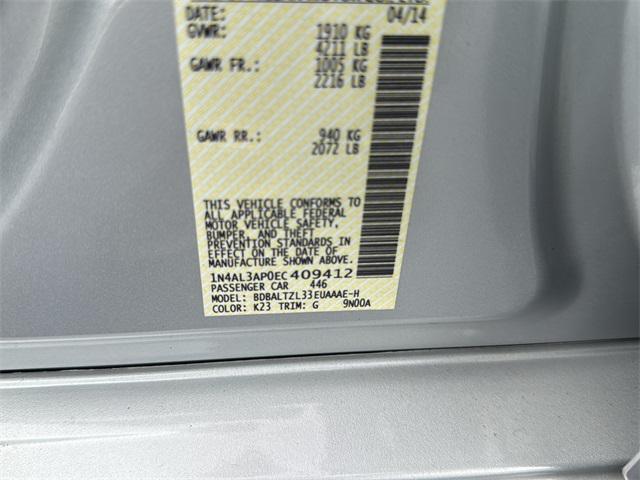 DATE: 04/14
GVWR: 1910 KG
4211 LB
GAWR FR.: 1005 KG
2216 LB
GAWR RR.: 940 KG
2072 LB
THIS VEHICLE CONFORMS TO
ALL APPLICABLE FEDERAL
MOTOR VEHICLE SAFETY,
BUMPER, AND THEFT
PREVENTION STANDARDS IN
EFFECT ON THE DATE OF
MANUFACTURE SHOWN ABOVE.
1N4AL3AP0EC409412
PASSENGER CAR 446
MODEL: BDBALTZL33EUAAAE-H
COLOR: K23 TRIM: G 9N00A